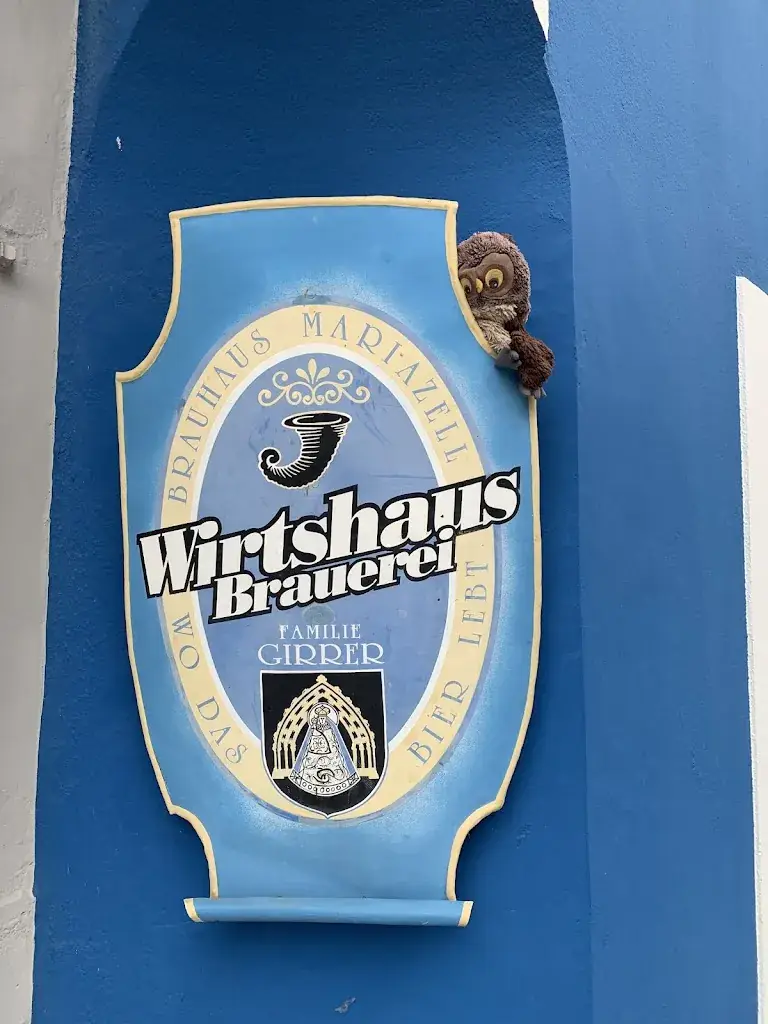 BRAUHAUS MARIAZELL
Wirtshaus
Brauerei
FAMILIE
GIRRER
WO DAS BIER LEBT